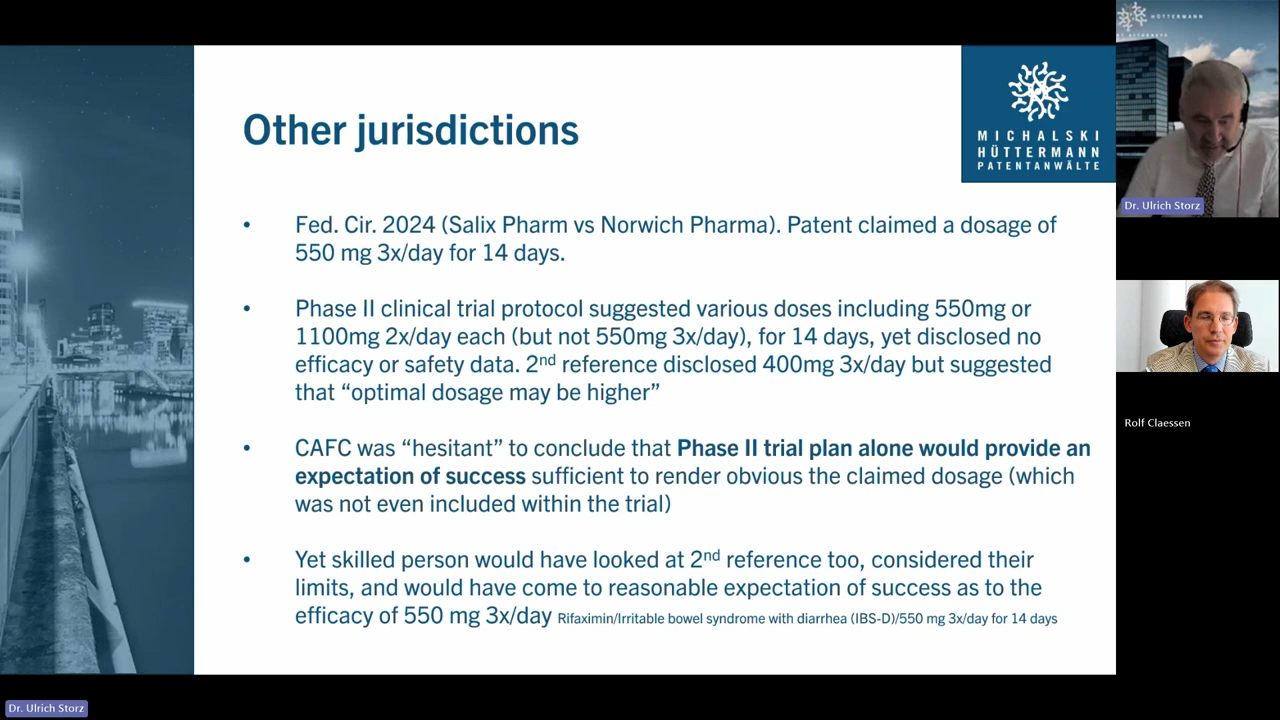 Other jurisdictions
MICHALSKI
HÜTTERMANN
PATENTANWÄLTE
• Fed. Cir. 2024 (Salix Pharm vs Norwich Pharma). Patent claimed a dosage of
550 mg 3x/day for 14 days.
• Phase II clinical trial protocol suggested various doses including 550mg or
1100mg 2x/day each (but not 550mg 3x/day), for 14 days, yet disclosed no
efficacy or safety data. 2nd reference disclosed 400mg 3x/day but suggested
that “optimal dosage may be higher”
• CAFC was “hesitant” to conclude that Phase II trial plan alone would provide an
expectation of success sufficient to render obvious the claimed dosage (which
was not even included within the trial)
• Yet skilled person would have looked at 2nd reference too, considered their
limits, and would have come to reasonable expectation of success as to the
efficacy of 550 mg 3x/day Rifaximin/Irritable bowel syndrome with diarrhea (IBS-D)/550 mg 3x/day for 14 days
HÜTTERMANN
Dr. Ulrich Storz
Rolf Claessen
Dr. Ulrich Storz